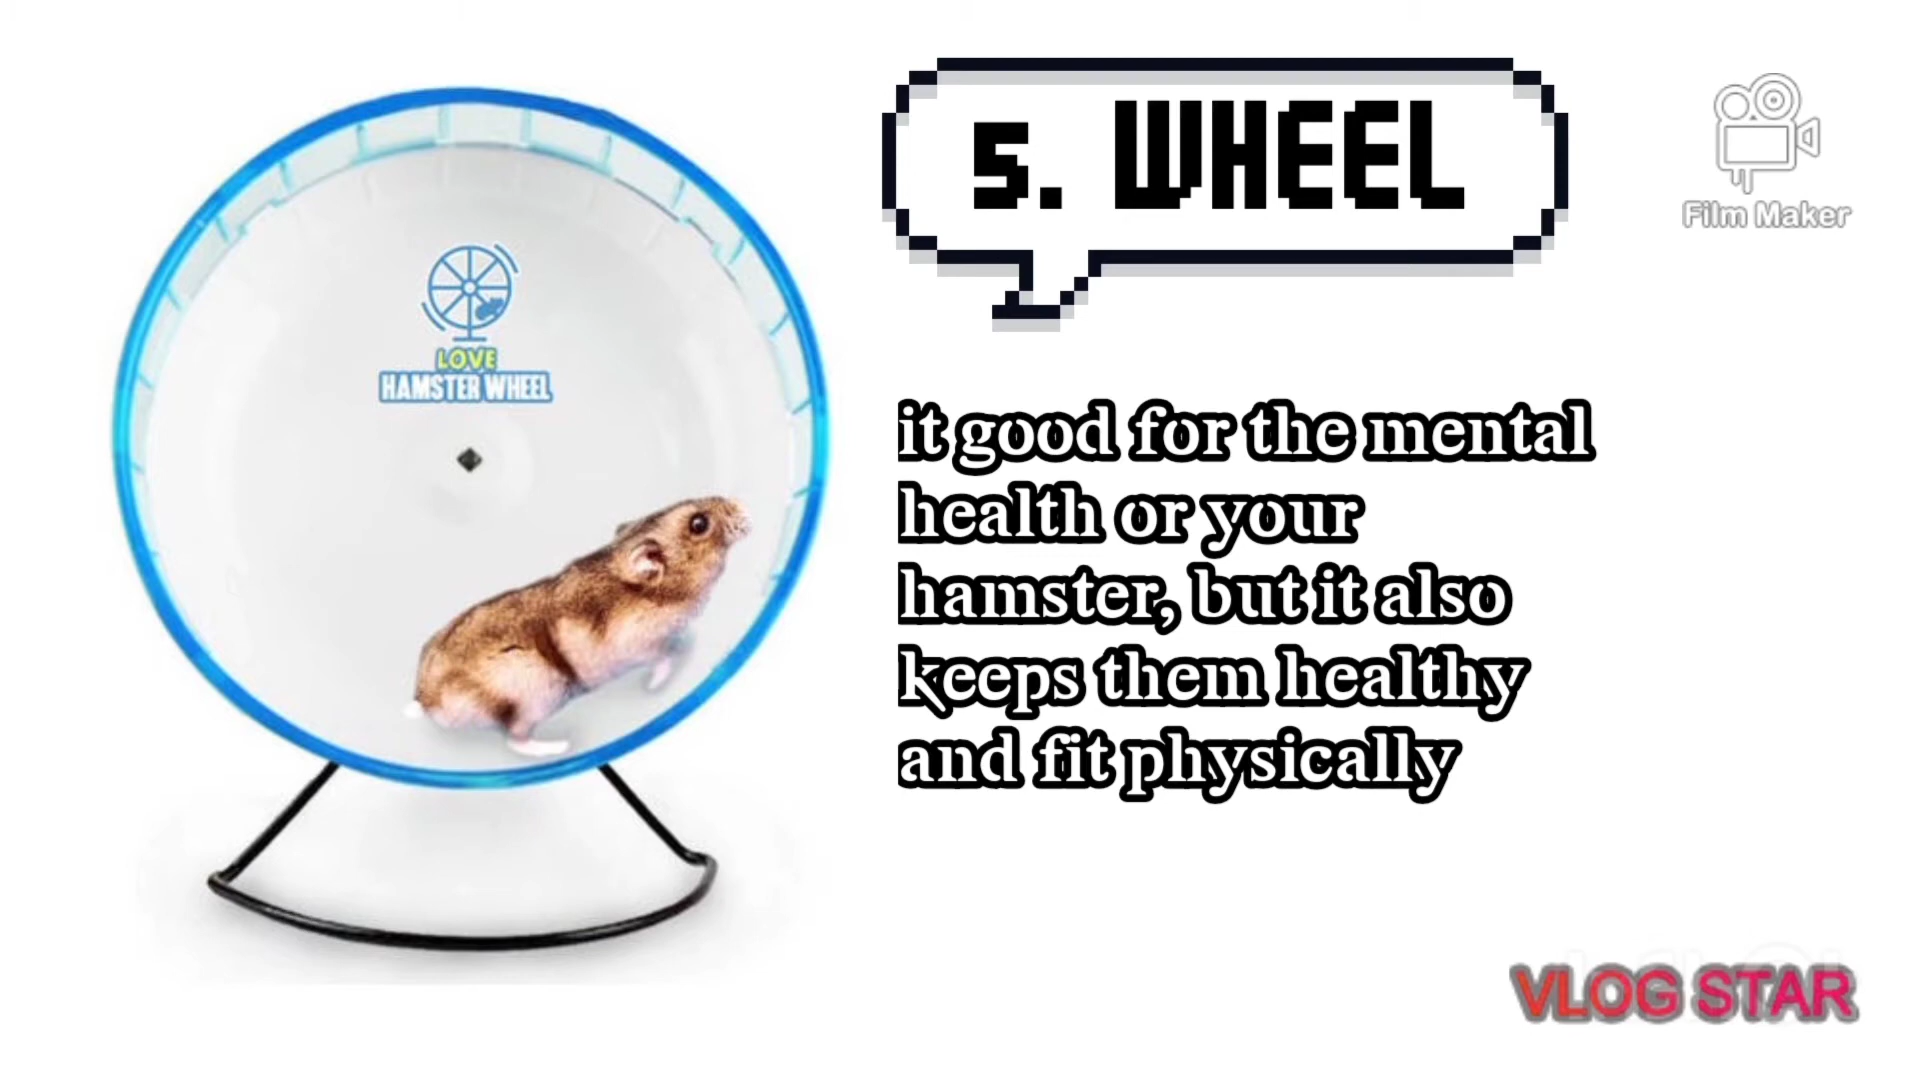 5. WHEEL
Film Maker
LOVE
HAMSTER WHEEL
it good for the mental
health or your
hamster, but it also
keeps them healthy
and fit physically
VLOG STAR